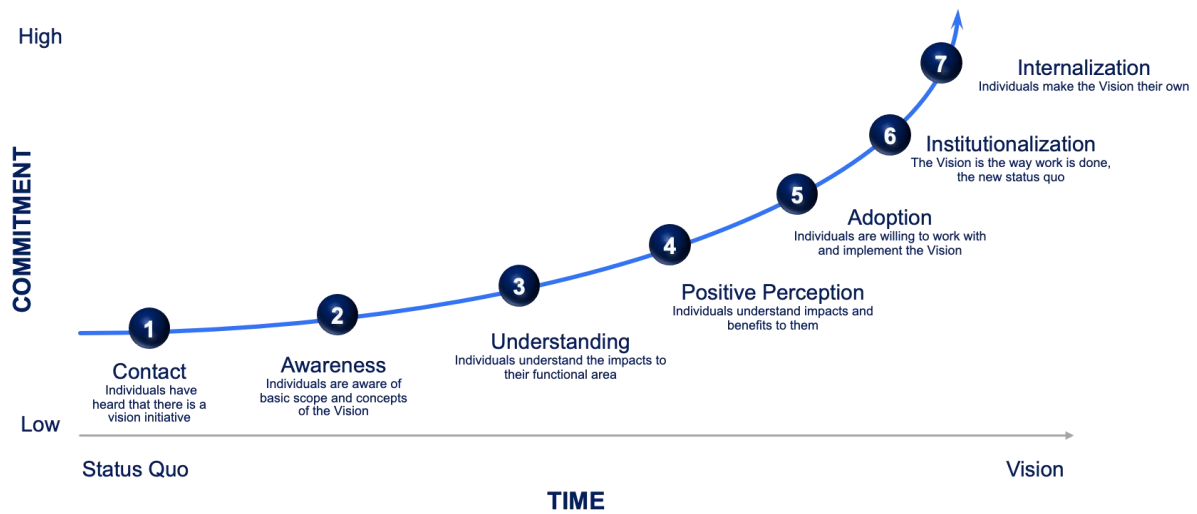 High
7
Internalization
Individuals make the Vision their own
6
Institutionalization
The Vision is the way work is done,
the new status quo
5
Adoption
Individuals are willing to work with
and implement the Vision
4
Positive Perception
Individuals understand impacts and
benefits to them
3
Understanding
Individuals understand the impacts to
their functional area
2
Awareness
Individuals are aware of
basic scope and concepts
of the Vision
1
Contact
Individuals have
heard that there is a
vision initiative
COMMITMENT
Low
Status Quo
Vision
TIME